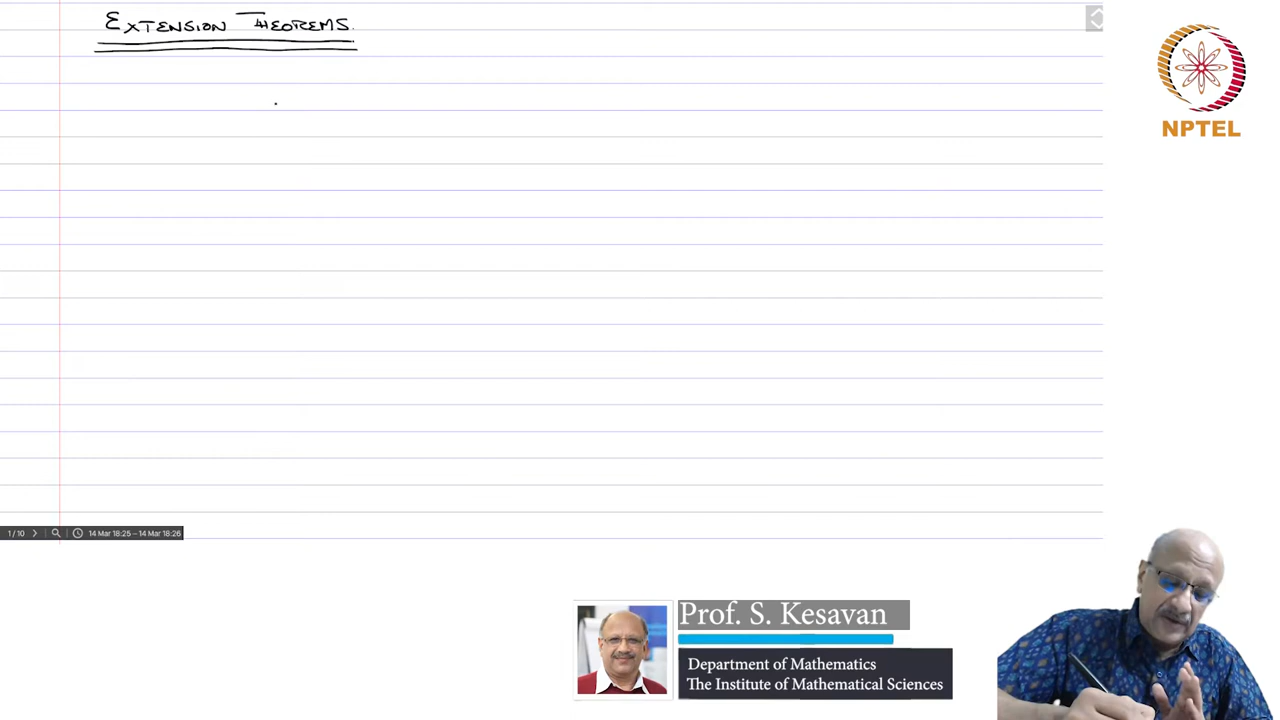 EXTENSION THEOREMS.
NPTEL
1 / 10
14 Mar 18:25 – 14 Mar 18:26
Prof. S. Kesavan
Department of Mathematics
The Institute of Mathematical Sciences